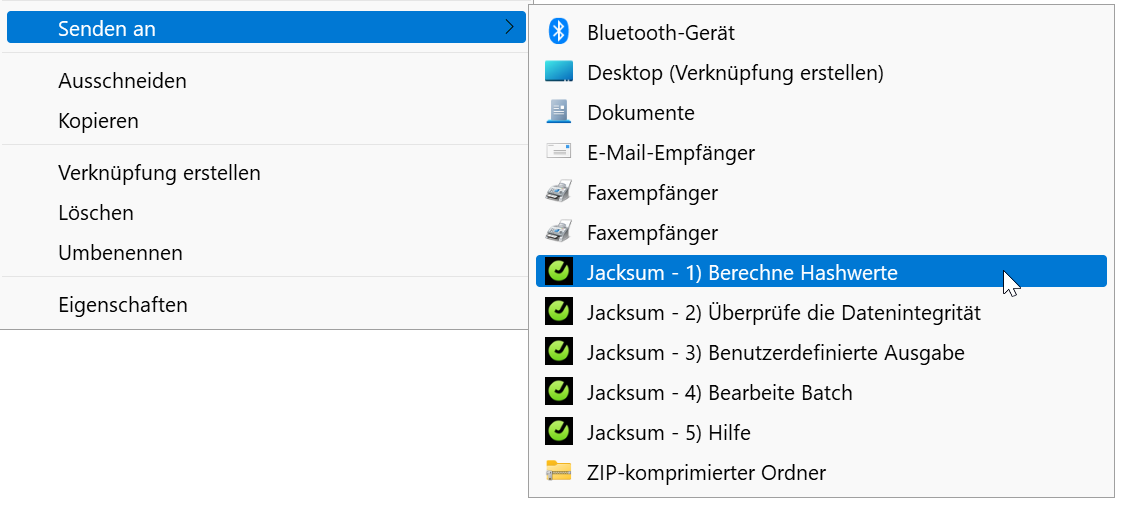 Senden an
Ausschneiden
Kopieren
Verknüpfung erstellen
Löschen
Umbenennen
Eigenschaften
Bluetooth-Gerät
Desktop (Verknüpfung erstellen)
Dokumente
E-Mail-Empfänger
Faxempfänger
Faxempfänger
Jacksum - 1) Berechne Hashwerte
Jacksum - 2) Überprüfe die Datenintegrität
Jacksum - 3) Benutzerdefinierte Ausgabe
Jacksum - 4) Bearbeite Batch
Jacksum - 5) Hilfe
ZIP-komprimierter Ordner